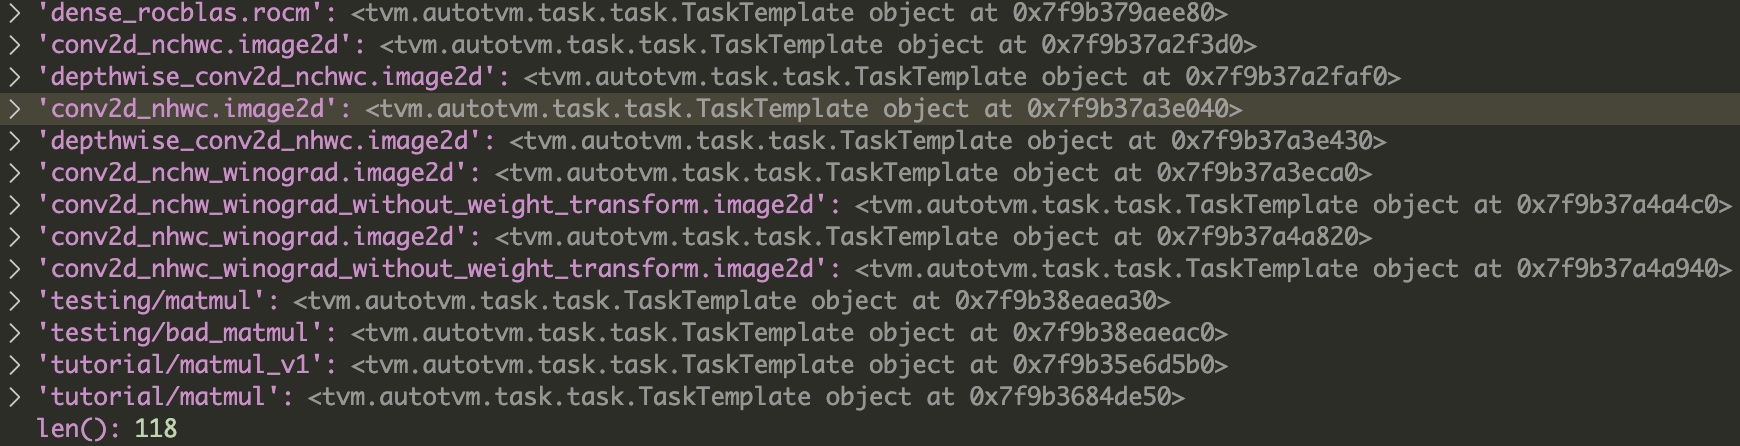 > 'dense_rocblas.rocm': <tvm.autotvm.task.task.TaskTemplate object at 0x7f9b379aee80>
> 'conv2d_nchwc.image2d': <tvm.autotvm.task.task.TaskTemplate object at 0x7f9b37a2f3d0>
> 'depthwise_conv2d_nchwc.image2d': <tvm.autotvm.task.task.TaskTemplate object at 0x7f9b37a2faf0>
> 'conv2d_nhwc.image2d': <tvm.autotvm.task.task.TaskTemplate object at 0x7f9b37a3e040>
> 'depthwise_conv2d_nhwc.image2d': <tvm.autotvm.task.task.TaskTemplate object at 0x7f9b37a3e430>
> 'conv2d_nchw_winograd.image2d': <tvm.autotvm.task.task.TaskTemplate object at 0x7f9b37a3eca0>
> 'conv2d_nchw_winograd_without_weight_transform.image2d': <tvm.autotvm.task.task.TaskTemplate object at 0x7f9b37a4a4c0>
> 'conv2d_nhwc_winograd.image2d': <tvm.autotvm.task.task.TaskTemplate object at 0x7f9b37a4a820>
> 'conv2d_nhwc_winograd_without_weight_transform.image2d': <tvm.autotvm.task.task.TaskTemplate object at 0x7f9b37a4a940>
> 'testing/matmul': <tvm.autotvm.task.task.TaskTemplate object at 0x7f9b38eaea30>
> 'testing/bad_matmul': <tvm.autotvm.task.task.TaskTemplate object at 0x7f9b38eaeac0>
> 'tutorial/matmul_v1': <tvm.autotvm.task.task.TaskTemplate object at 0x7f9b35e6d5b0>
> 'tutorial/matmul': <tvm.autotvm.task.task.TaskTemplate object at 0x7f9b3684de50>
len(): 118